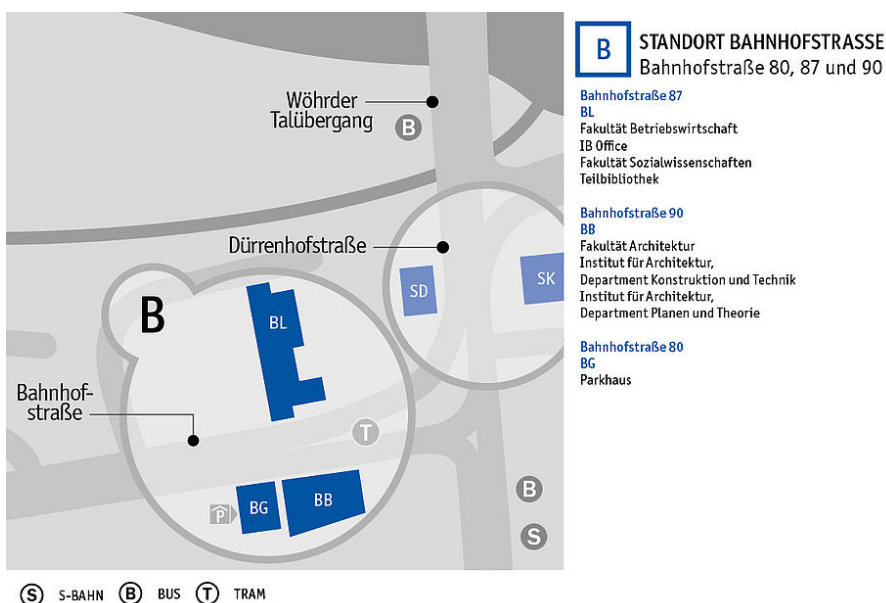 Wöhrder
Talübergang
B
Dürrenhofstraße
SD
SK
B
BL
Bahnhof-
straße
T
P
BG
BB
B
S
S S-BAHN B BUS T TRAM
B
STANDORT BAHNHOFSTRASSE
Bahnhofstraße 80, 87 und 90
Bahnhofstraße 87
BL
Fakultät Betriebswirtschaft
IB Office
Fakultät Sozialwissenschaften
Teilbibliothek
Bahnhofstraße 90
BB
Fakultät Architektur
Institut für Architektur,
Department Konstruktion und Technik
Institut für Architektur,
Department Planen und Theorie
Bahnhofstraße 80
BG
Parkhaus